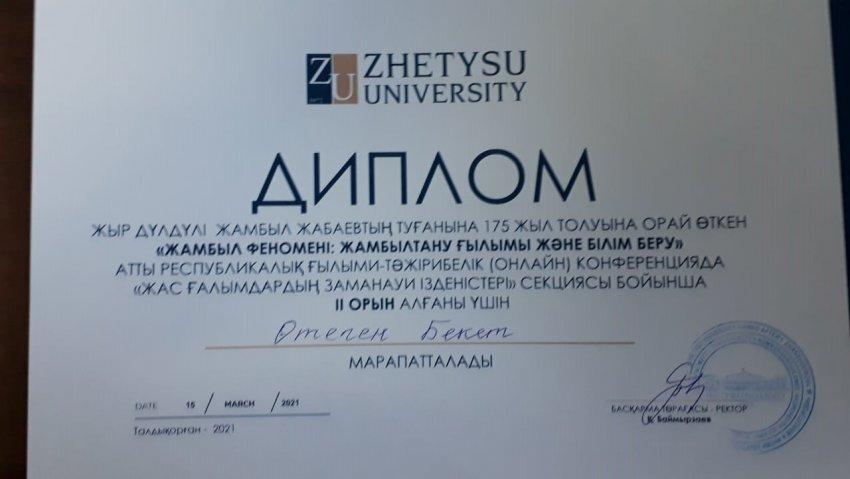 ZU ZHETYSU
UNIVERSITY
ДИПЛОМ
ЖЫР ДҮЛДҮЛІ ЖАМБЫЛ ЖАБАЕВТЫҢ ТУҒАНЫНА 175 ЖЫЛ ТОЛУЫНА ОРАЙ ӨТКЕН
«ЖАМБЫЛ ФЕНОМЕНІ: ЖАМБЫЛТАНУ ҒЫЛЫМЫ ЖӘНЕ БІЛІМ БЕРУ»
АТТЫ РЕСПУБЛИКАЛЫҚ ҒЫЛЫМИ-ТӘЖІРИБЕЛІК (ОНЛАЙН) КОНФЕРЕНЦИЯДА
«ЖАС ҒАЛЫМДАРДЫҢ ЗАМАНАУИ ІЗДЕНІСТЕРІ» СЕКЦИЯСЫ БОЙЫНША
ІІ ОРЫН АЛҒАНЫ ҮШІН
Өтеген Бекет
МАРАПАТТАЛАДЫ
DATE 15 / MARCH / 2021
Талдықорған - 2021
БАСҚАРМА ТӨРАҒАСЫ - РЕКТОР
Қ. Баймырзаев